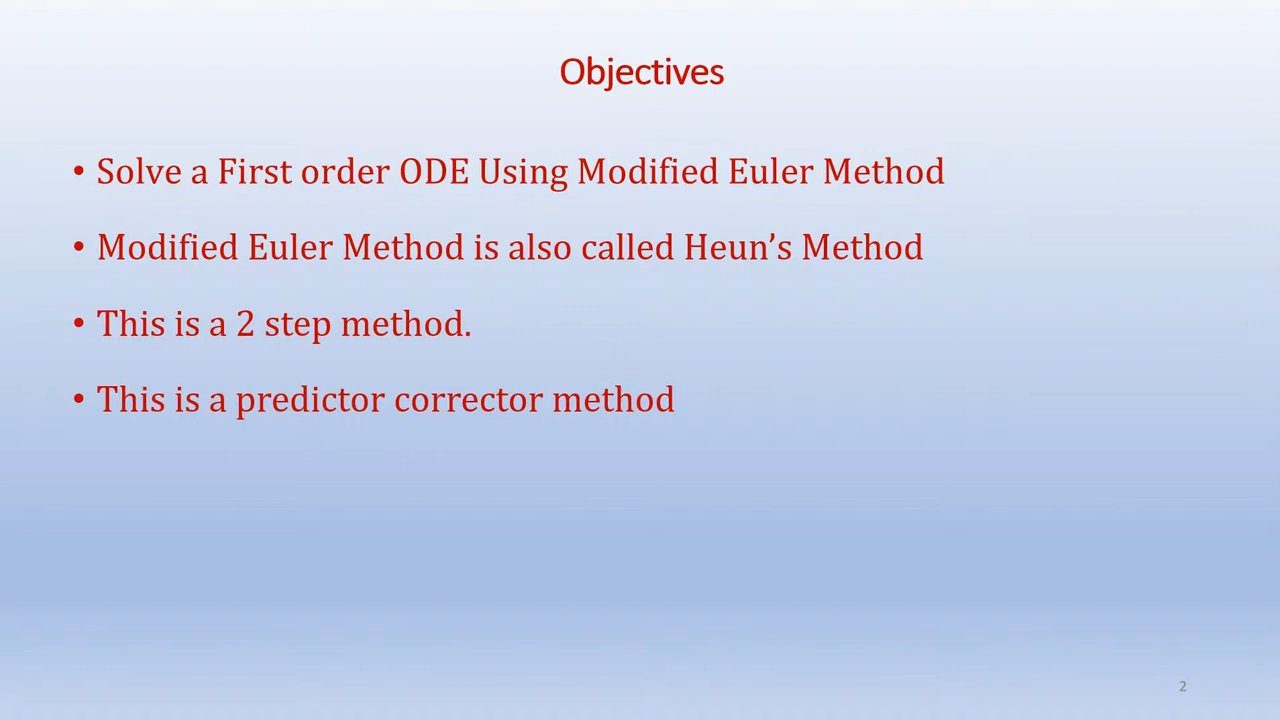 Objectives
• Solve a First order ODE Using Modified Euler Method
• Modified Euler Method is also called Heun’s Method
• This is a 2 step method.
• This is a predictor corrector method
2